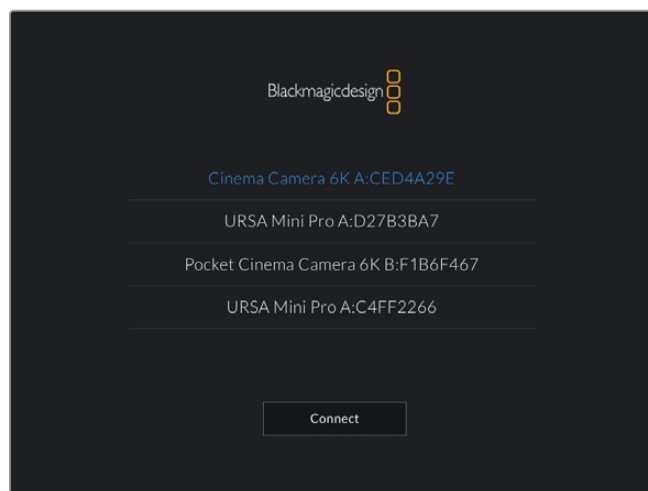 Blackmagicdesign
Cinema Camera 6K A:CED4A29E
URSA Mini Pro A:D27B3BA7
Pocket Cinema Camera 6K B:F1B6F467
URSA Mini Pro A:C4FF2266
Connect